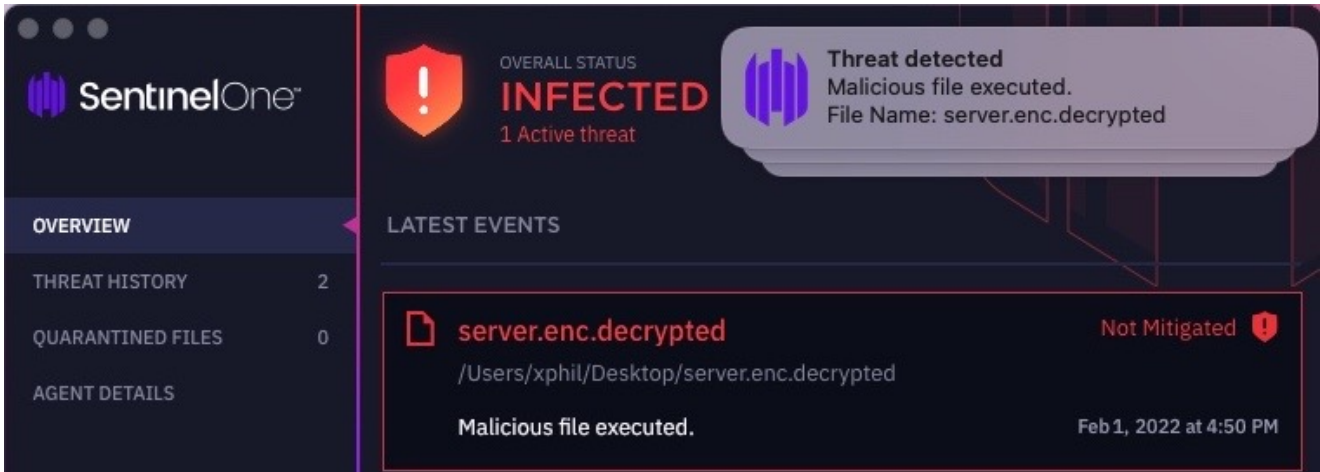 SentinelOne™
OVERVIEW
THREAT HISTORY 2
QUARANTINED FILES 0
AGENT DETAILS
OVERALL STATUS
INFECTED
1 Active threat
Threat detected
Malicious file executed.
File Name: server.enc.decrypted
LATEST EVENTS
server.enc.decrypted
Not Mitigated
/Users/xphil/Desktop/server.enc.decrypted
Malicious file executed.
Feb 1, 2022 at 4:50 PM